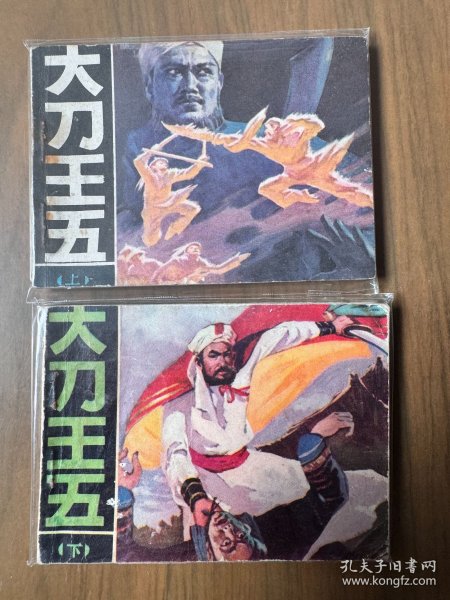 大刀王五
(上)
大刀王五
(下)
孔夫子旧书网
www.kongfz.com